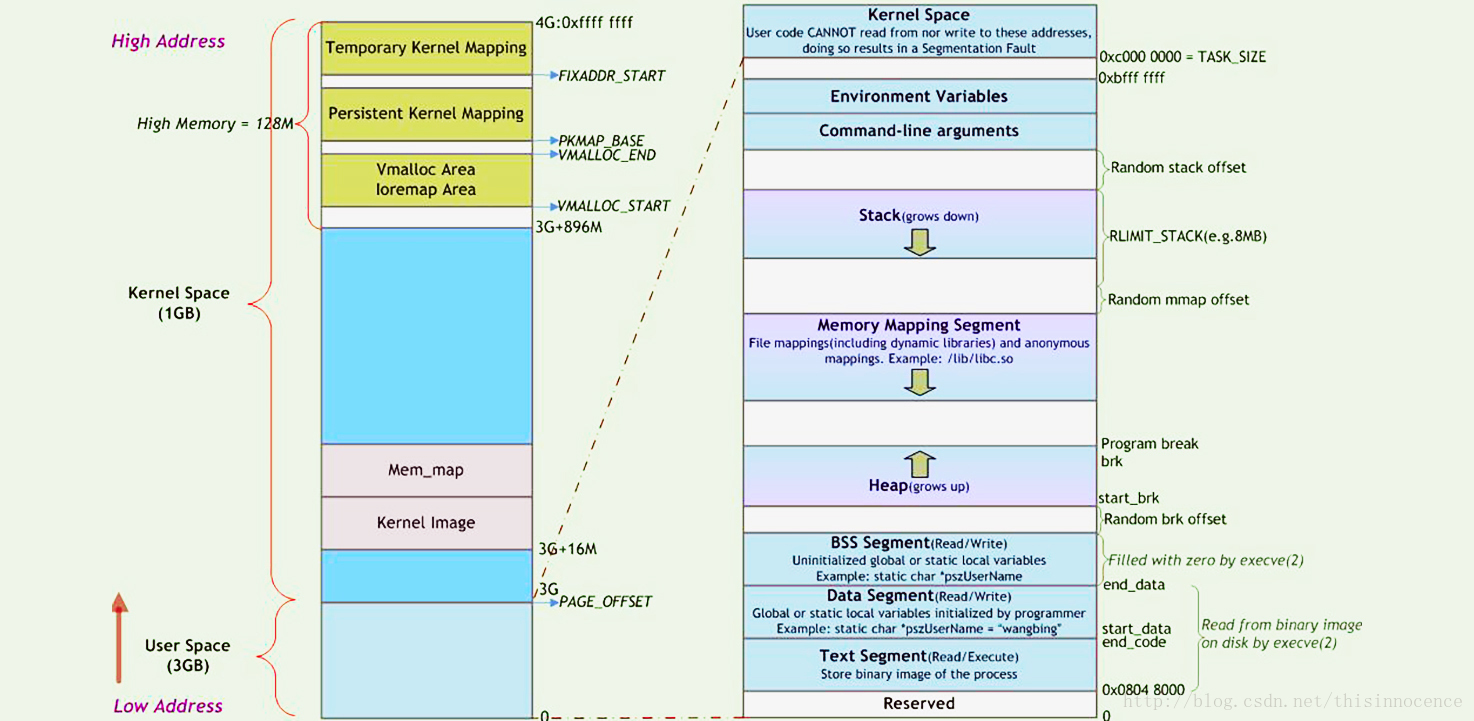 High Address
4G:0xffff ffff
Temporary Kernel Mapping
FIXADDR_START
Persistent Kernel Mapping
High Memory = 128M
PKMAP_BASE
VMALLOC_END
Vmalloc Area
Ioremap Area
VMALLOC_START
3G+896M
Kernel Space
(1GB)
Mem_map
Kernel Image
3G+16M
3G
PAGE_OFFSET
User Space
(3GB)
Low Address
0
Kernel Space
User code CANNOT read from nor write to these addresses,
doing so results in a Segmentation Fault
0xc000 0000 = TASK_SIZE
0xbfff ffff
Environment Variables
Command-line arguments
Random stack offset
Stack(grows down)
RLIMIT_STACK(e.g.8MB)
Random mmap offset
Memory Mapping Segment
File mappings(including dynamic libraries) and anonymous
mappings. Example: /lib/libc.so
Program break
brk
Heap(grows up)
start_brk
Random brk offset
BSS Segment(Read/Write)
Uninitialized global or static local variables
Example: static char *pszUserName
Filled with zero by execve(2)
end_data
Data Segment(Read/Write)
Global or static local variables initialized by programmer
Example: static char *pszUserName = "wangbing"
start_data
end_code
Read from binary image
on disk by execve(2)
Text Segment(Read/Execute)
Store binary image of the process
0x0804 8000
Reserved
0
http://blog.csdn.net/thisinnocence